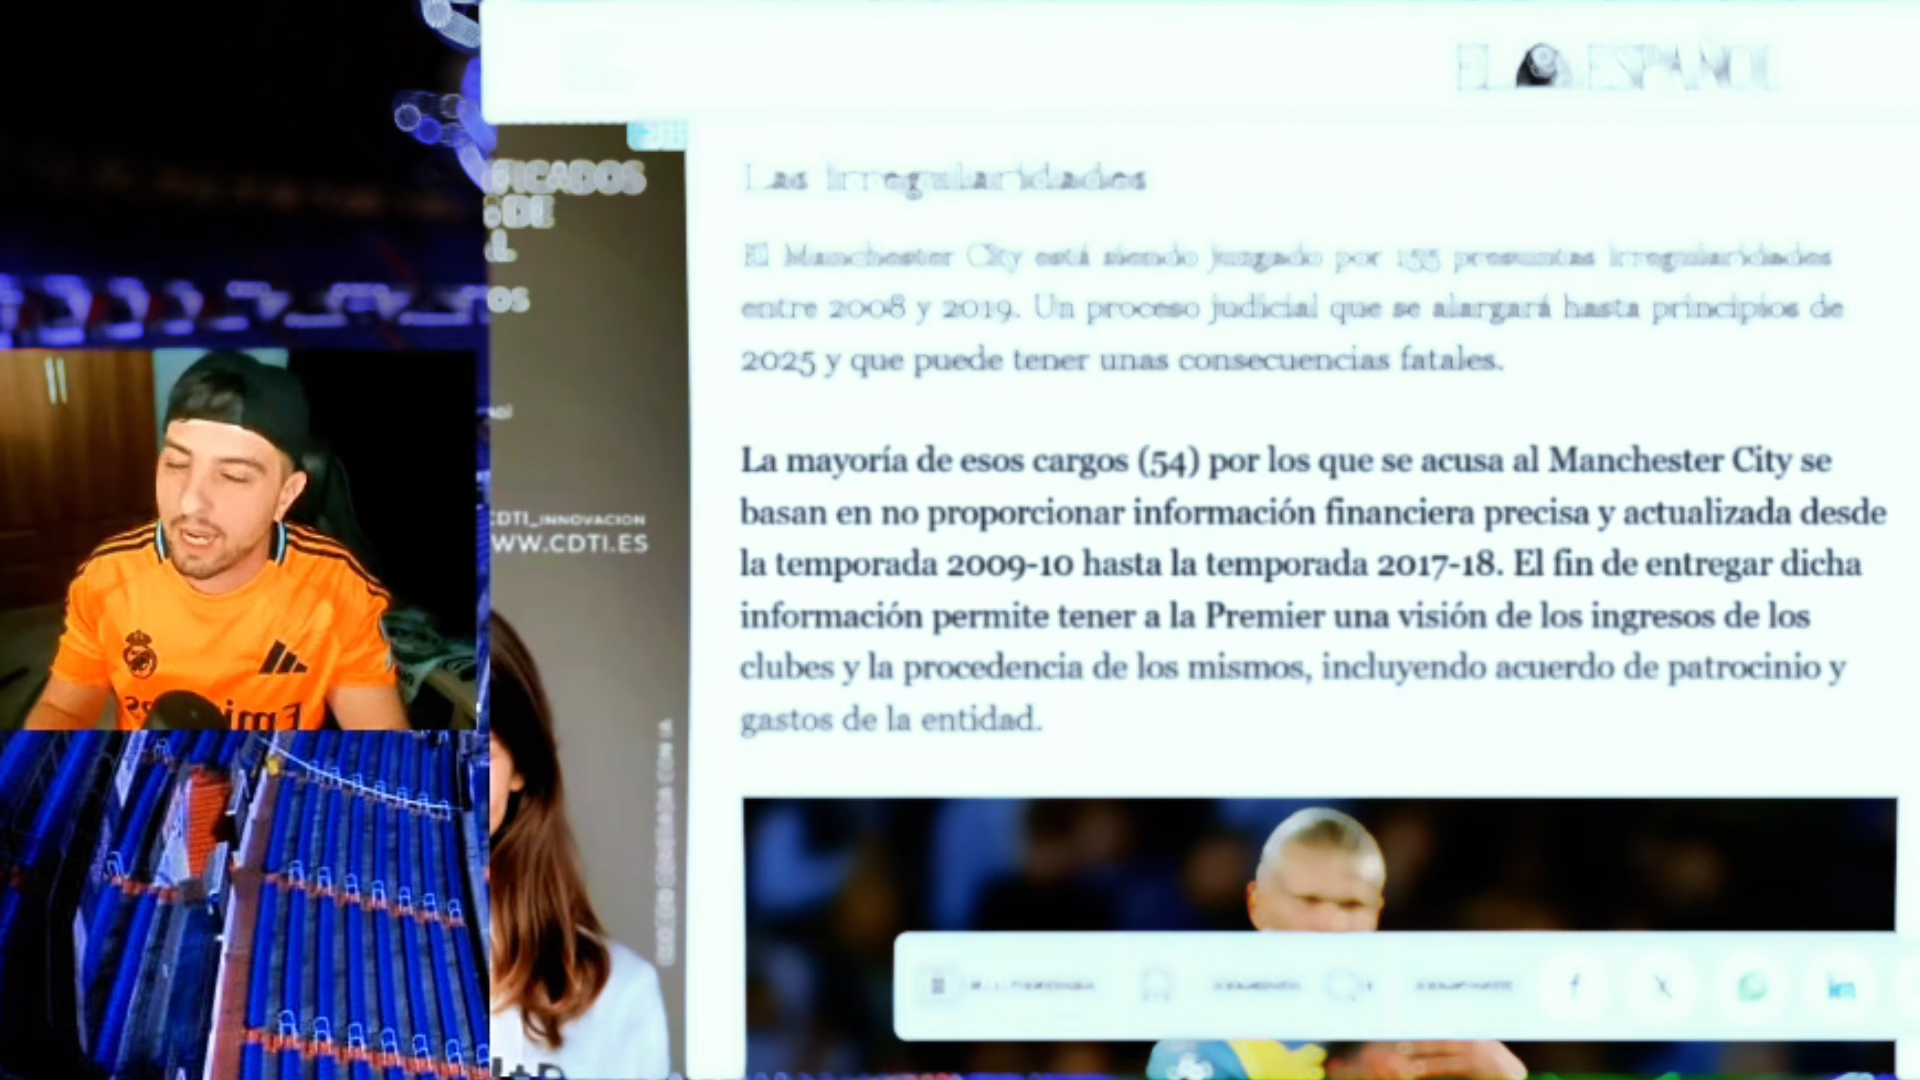 EL ESPAÑOL
FICADOS
DE
L
OS
CDTI_INNOVACION
WWW.CDTI.ES
Las irregularidades
El Manchester City está siendo juzgado por 155 presuntas irregularidades
entre 2008 y 2019. Un proceso judicial que se alargará hasta principios de
2025 y que puede tener unas consecuencias fatales.
La mayoría de esos cargos (54) por los que se acusa al Manchester City se
basan en no proporcionar información financiera precisa y actualizada desde
la temporada 2009-10 hasta la temporada 2017-18. El fin de entregar dicha
información permite tener a la Premier una visión de los ingresos de los
clubes y la procedencia de los mismos, incluyendo acuerdo de patrocinio y
gastos de la entidad.